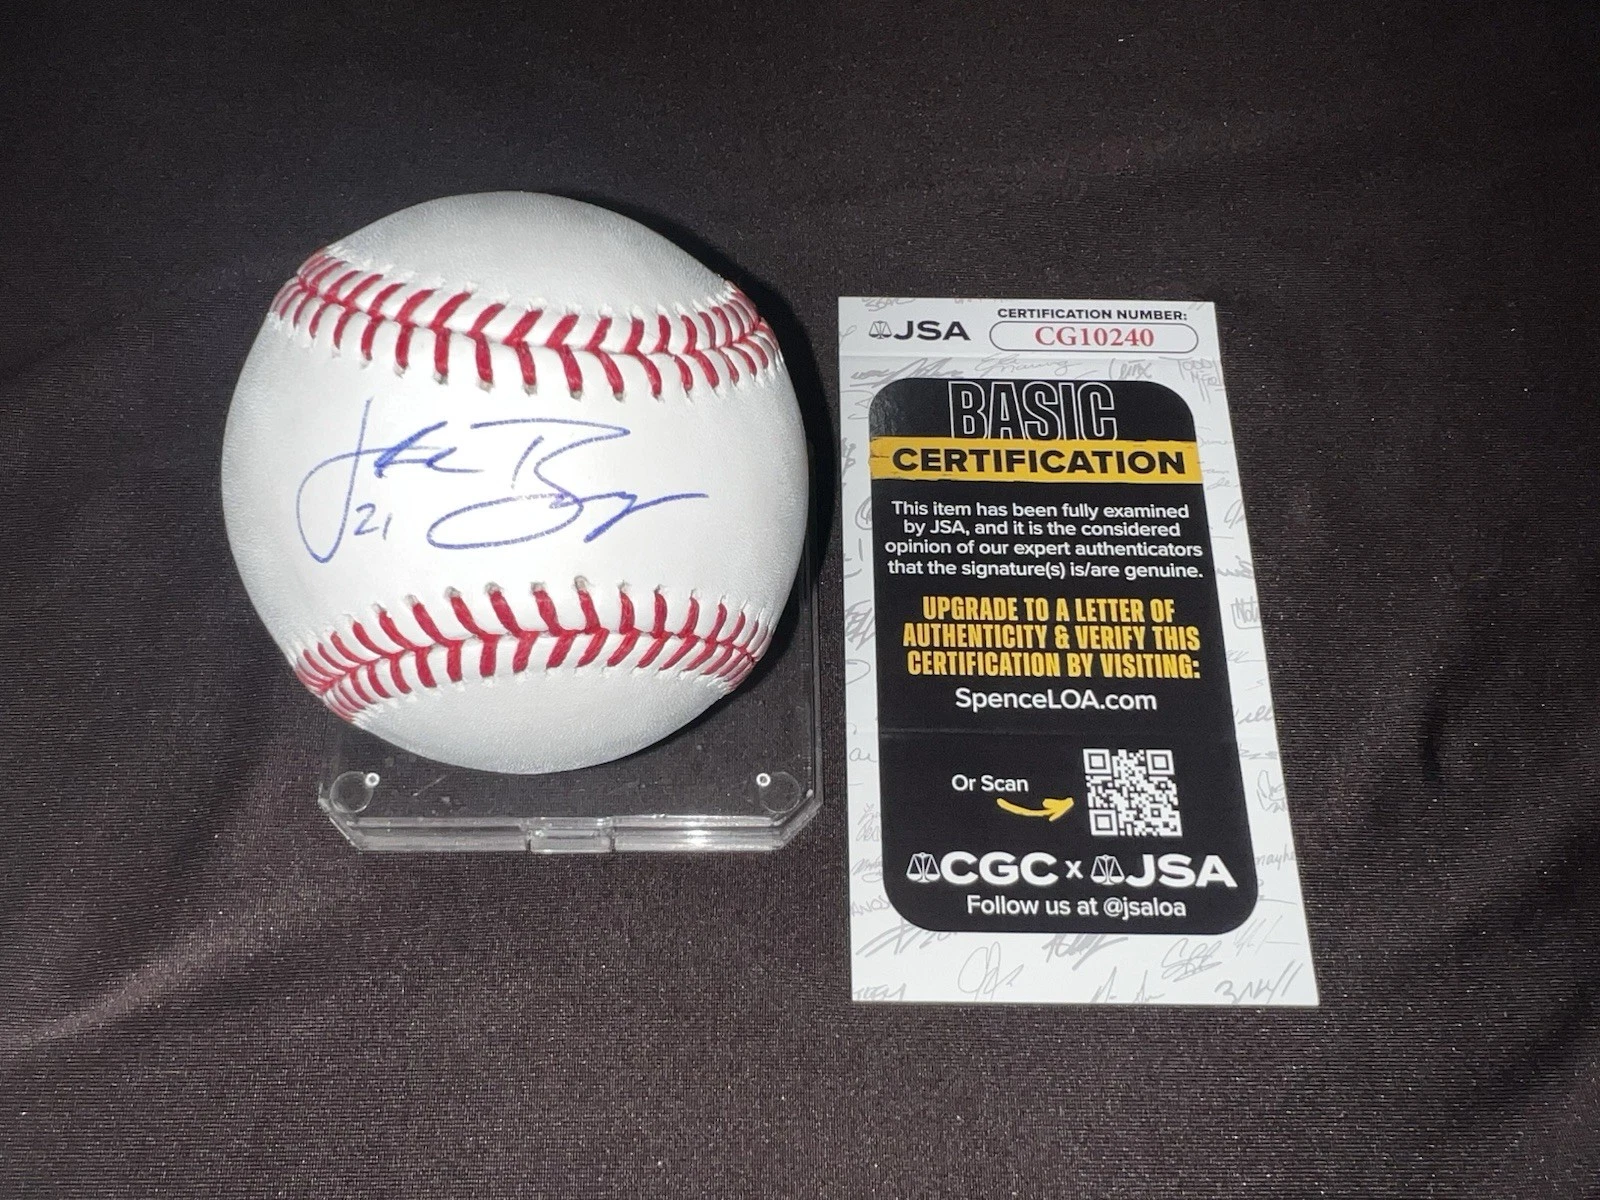 Jake Burger
21
JSA
CERTIFICATION NUMBER:
CG10240
BASIC
CERTIFICATION
This item has been fully examined
by JSA, and it is the considered
opinion of our expert authenticators
that the signature(s) is/are genuine.
UPGRADE TO A LETTER OF
AUTHENTICITY & VERIFY THIS
CERTIFICATION BY VISITING:
SpenceLOA.com
Or Scan
CGC x JSA
Follow us at @jsaloa